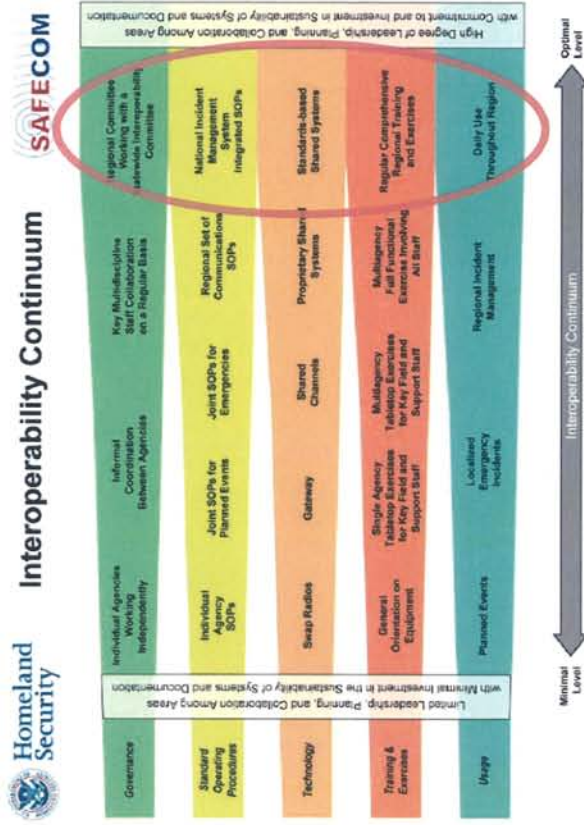 Homeland
Security
Interoperability Continuum
SAFECOM
Limited Leadership, Planning, and Collaboration Among Areas
with Minimal Investment in the Sustainability of Systems and Documentation
High Degree of Leadership, Planning, and Collaboration Among Areas
with Commitment to and Investment in Sustainability of Systems and Documentation
Governance
Individual Agencies
Working
Independently
Informal
Coordination
Between Agencies
Key Multidiscipline
Staff Collaboration
on a Regular Basis
Regional Committee
Working with a
Statewide Interoperability
Committee
Standard
Operating
Procedures
Individual
Agency
SOPs
Joint SOPs for
Planned Events
Joint SOPs for
Emergencies
Regional Set of
Communications
SOPs
National Incident
Management
System
Integrated SOPs
Technology
Swap Radios
Gateway
Shared
Channels
Proprietary Shared
Systems
Standards-based
Shared Systems
Training &
Exercises
General
Orientation on
Equipment
Single Agency
Tabletop Exercises
for Key Field and
Support Staff
Multiagency
Tabletop Exercises
for Key Field and
Support Staff
Multiagency
Full Functional
Exercise Involving
All Staff
Regular Comprehensive
Regional Training
and Exercises
Usage
Planned Events
Localized
Emergency
Incidents
Regional Incident
Management
Daily Use
Throughout Region
Minimal
Level
Interoperability Continuum
Optimal
Level